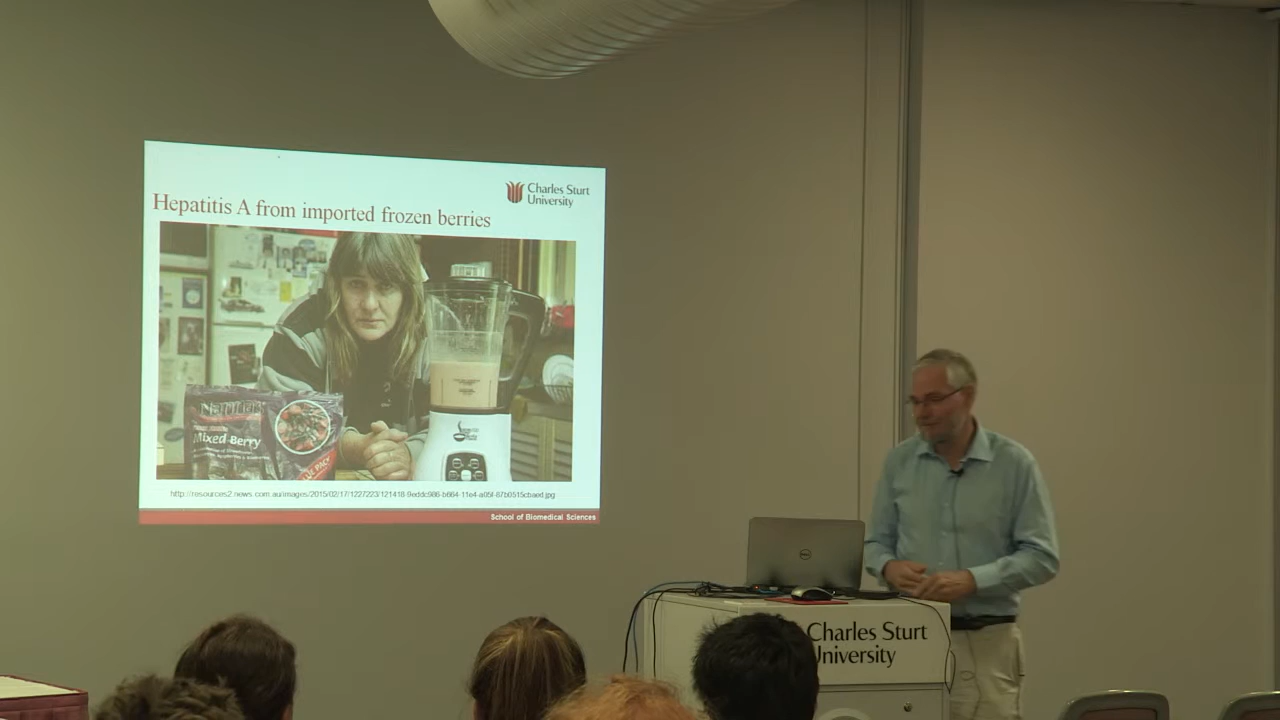 Charles Sturt
University
Hepatitis A from imported frozen berries
Mixed Berry
School of Biomedical Sciences
Charles Sturt
University